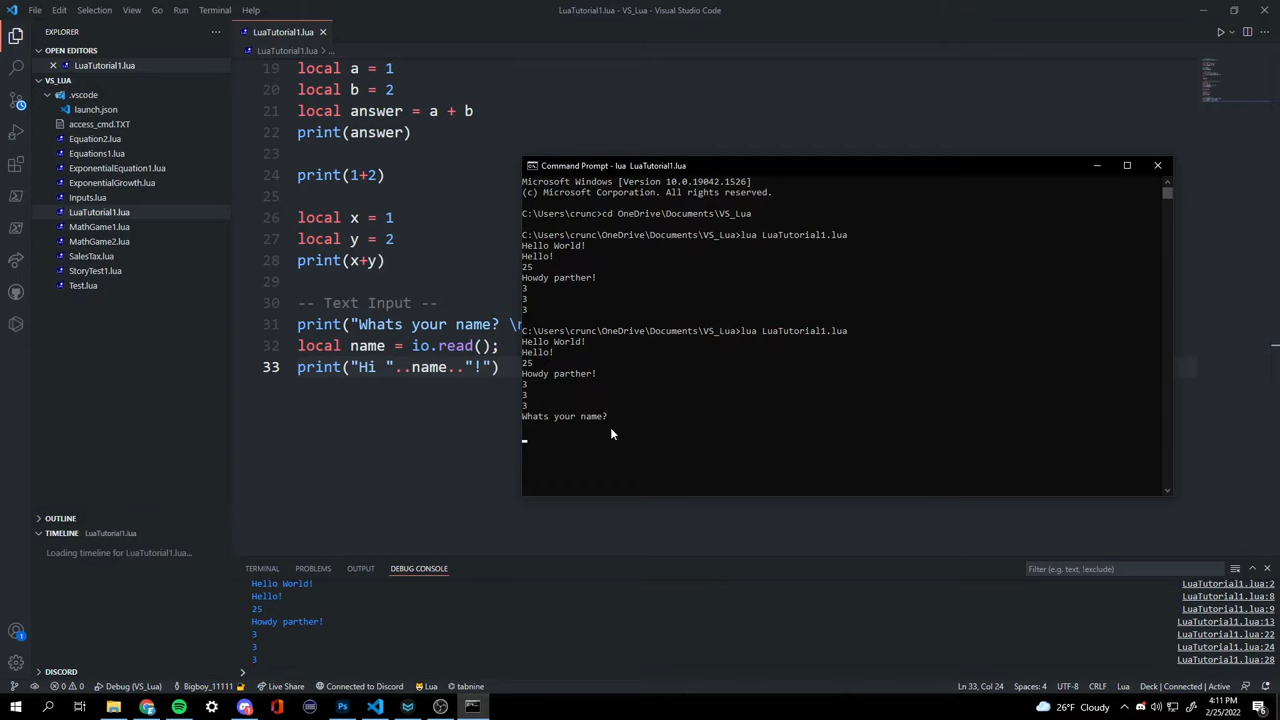 File Edit Selection View Go Run Terminal Help
LuaTutorial1.lua - VS_Lua - Visual Studio Code
EXPLORER
OPEN EDITORS
LuaTutorial1.lua
VS_LUA
.vscode
launch.json
access_cmd.TXT
Equation2.lua
Equations1.lua
ExponentialEquation1.lua
ExponentialGrowth.lua
Inputs.lua
LuaTutorial1.lua
MathGame1.lua
MathGame2.lua
SalesTax.lua
StoryTest1.lua
Test.lua
OUTLINE
TIMELINE LuaTutorial1.lua
Loading timeline for LuaTutorial1.lua...
DISCORD
LuaTutorial1.lua
LuaTutorial1.lua > ...
19 local a = 1
20 local b = 2
21 local answer = a + b
22 print(answer)
23
24 print(1+2)
25
26 local x = 1
27 local y = 2
28 print(x+y)
29
30 -- Text Input --
31 print("Whats your name? \n
32 local name = io.read();
33 print("Hi "..name.."!")
Command Prompt - lua LuaTutorial1.lua
Microsoft Windows [Version 10.0.19042.1526]
(c) Microsoft Corporation. All rights reserved.
C:\Users\crunc>cd OneDrive\Documents\VS_Lua
C:\Users\crunc\OneDrive\Documents\VS_Lua>lua LuaTutorial1.lua
Hello World!
Hello!
25
Howdy parther!
3
3
3
C:\Users\crunc\OneDrive\Documents\VS_Lua>lua LuaTutorial1.lua
Hello World!
Hello!
25
Howdy parther!
3
3
3
Whats your name?
TERMINAL PROBLEMS OUTPUT DEBUG CONSOLE
Filter (e.g. text, !exclude)
Hello World! LuaTutorial1.lua:2
Hello! LuaTutorial1.lua:8
25 LuaTutorial1.lua:9
Howdy parther! LuaTutorial1.lua:13
3 LuaTutorial1.lua:22
3 LuaTutorial1.lua:24
3 LuaTutorial1.lua:28
0 0 Debug (VS_Lua) Bigboy_11111 Live Share Connected to Discord Lua tabnine
Ln 33, Col 24 Spaces: 4 UTF-8 CRLF Lua Deck | Connected | Active
26°F Cloudy
4:11 PM
2/25/2022